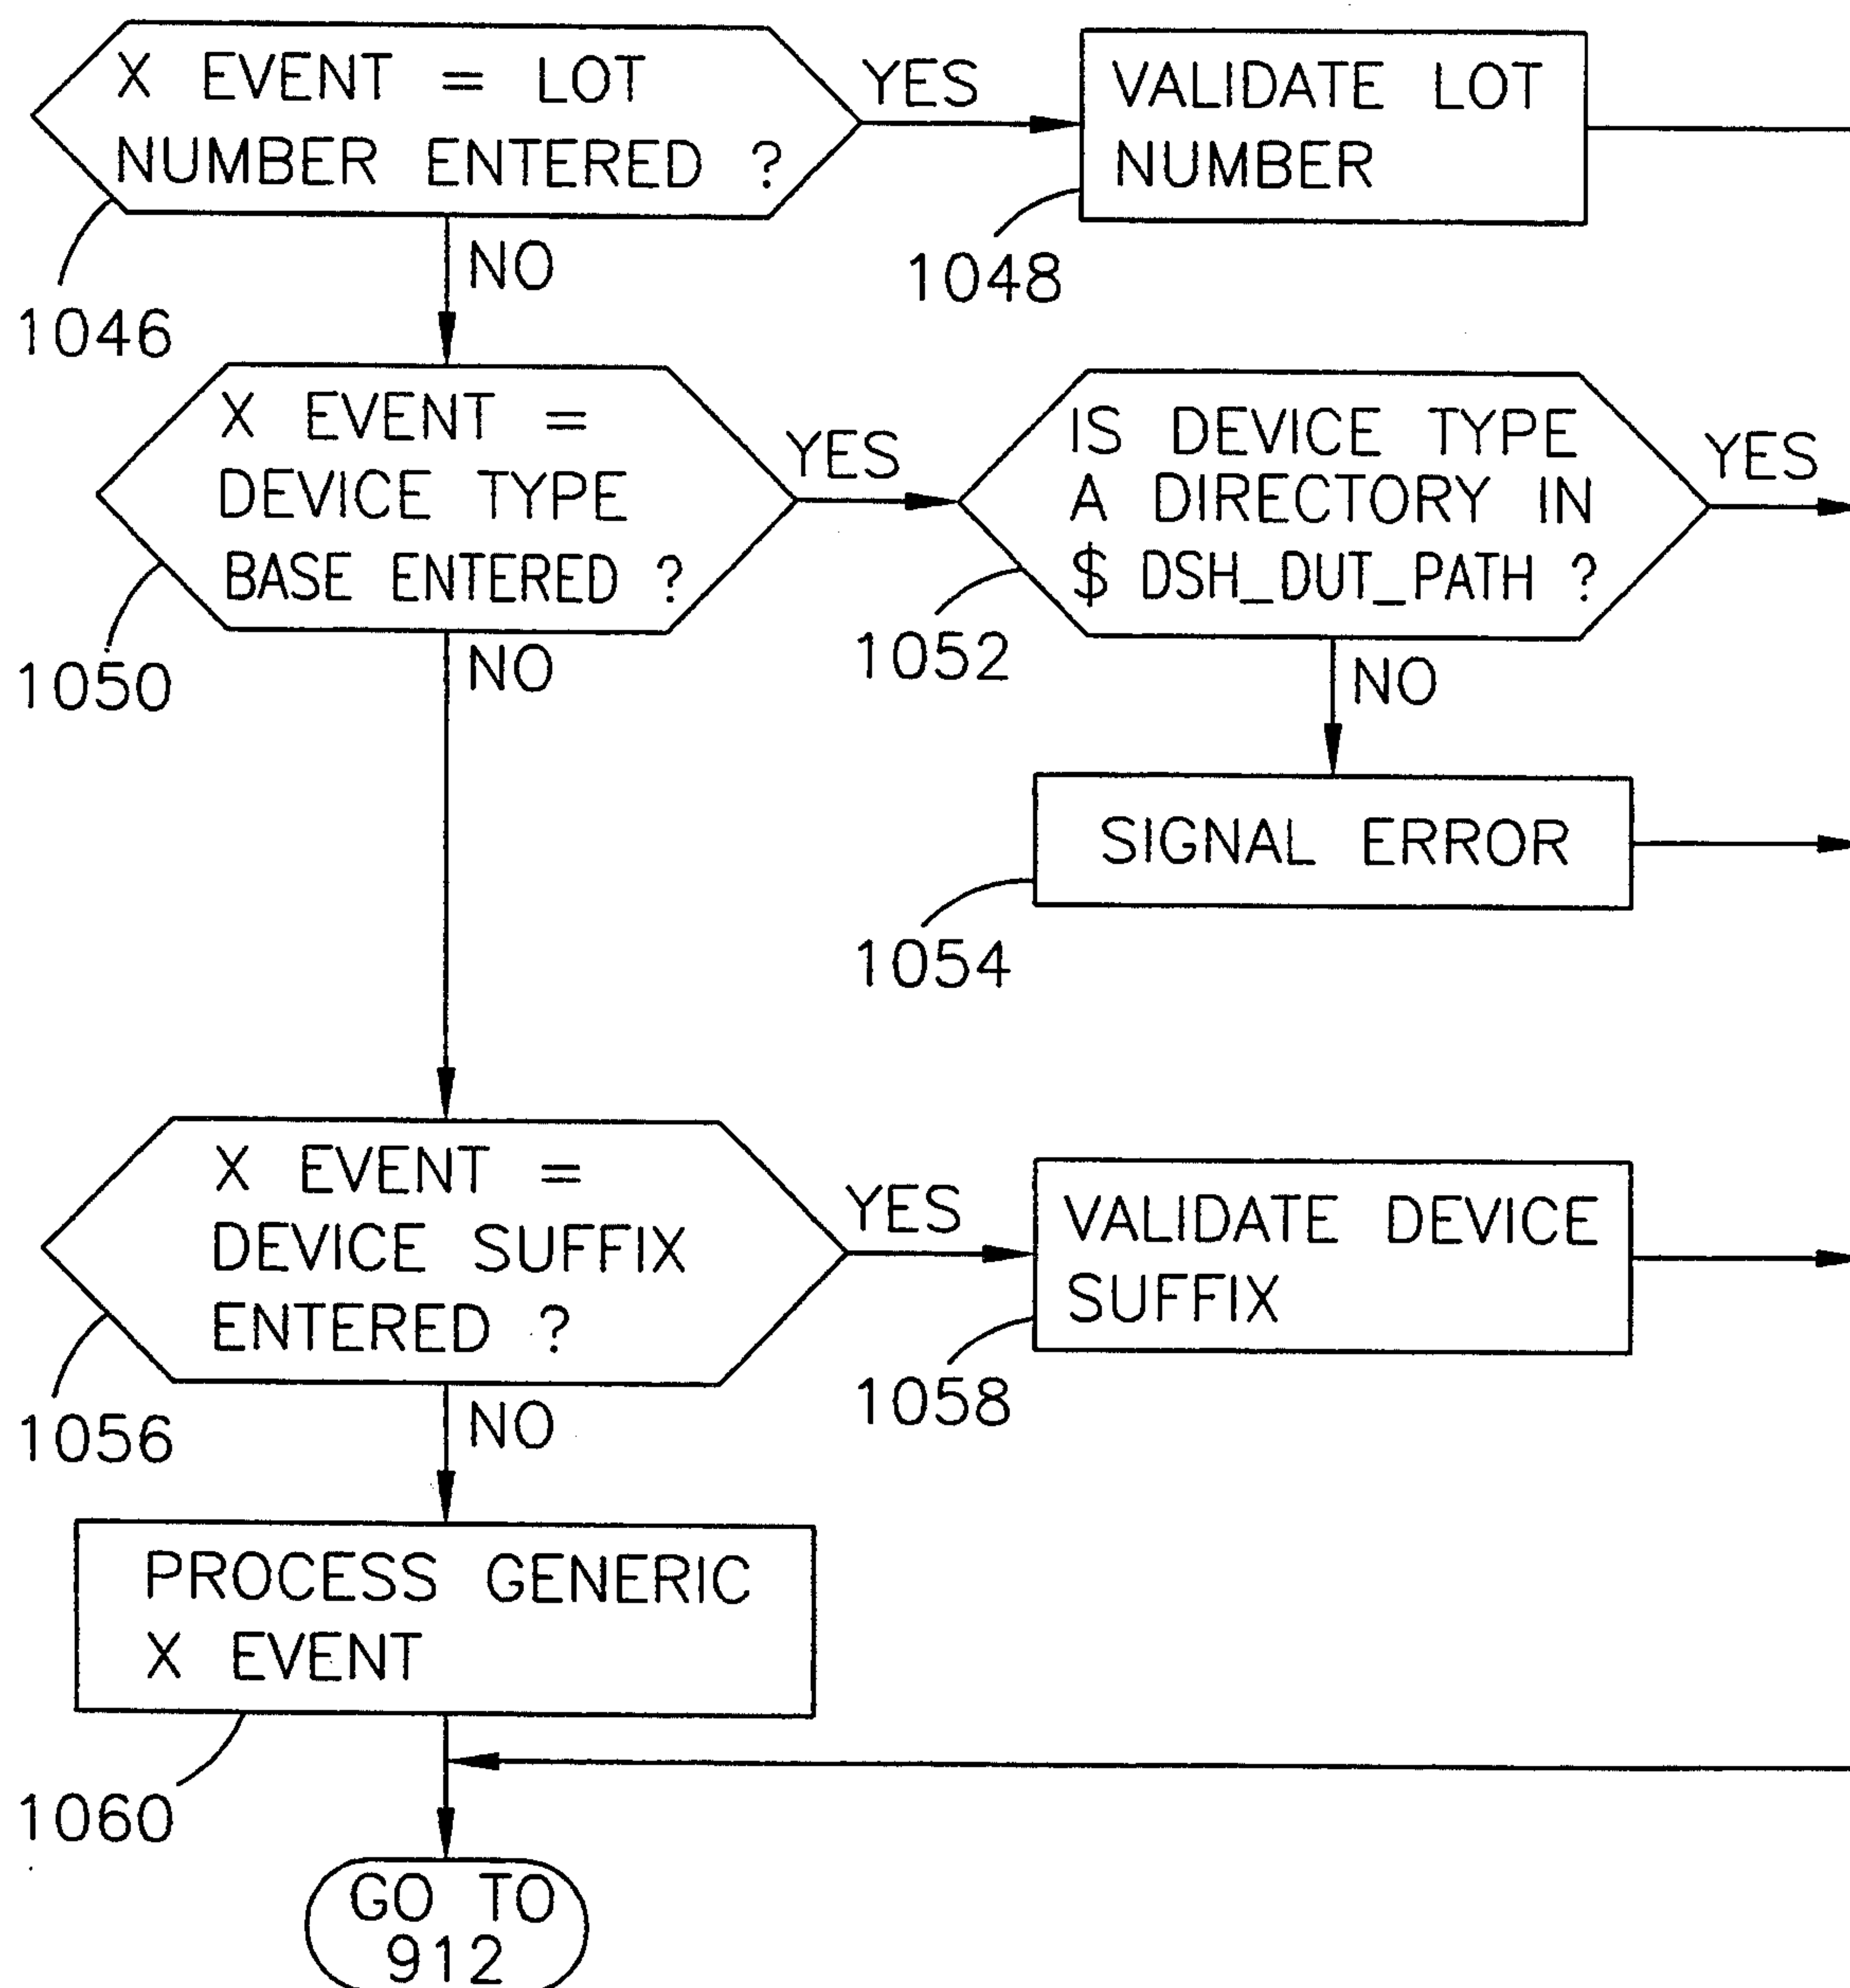 X EVENT = LOT
NUMBER ENTERED ?
YES
VALIDATE LOT
NUMBER
NO
1046
1048
X EVENT =
DEVICE TYPE
BASE ENTERED ?
YES
IS DEVICE TYPE
A DIRECTORY IN
$ DSH_DUT_PATH ?
YES
1050
NO
1052
NO
SIGNAL ERROR
1054
X EVENT =
DEVICE SUFFIX
ENTERED ?
YES
VALIDATE DEVICE
SUFFIX
1056
NO
1058
PROCESS GENERIC
X EVENT
1060
GO TO
912